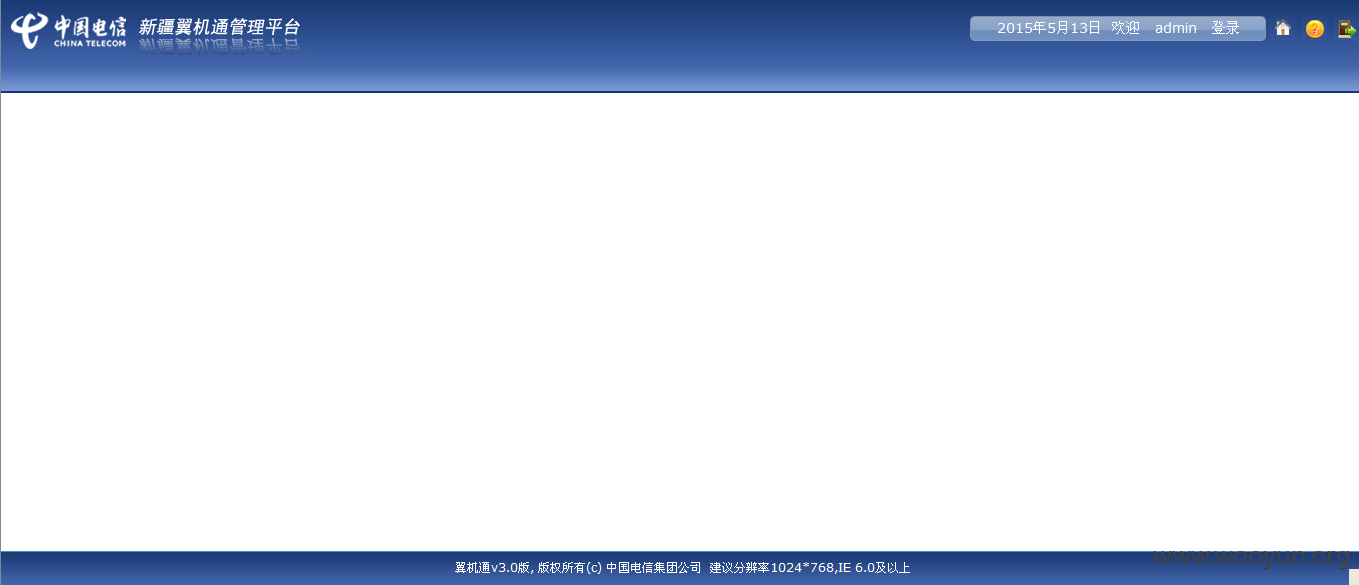 中国电信 新疆翼机通管理平台
CHINA TELECOM
2015年5月13日 欢迎 admin 登录
翼机通v3.0版, 版权所有(c) 中国电信集团公司 建议分辨率1024*768,IE 6.0及以上
www.wooyun.org